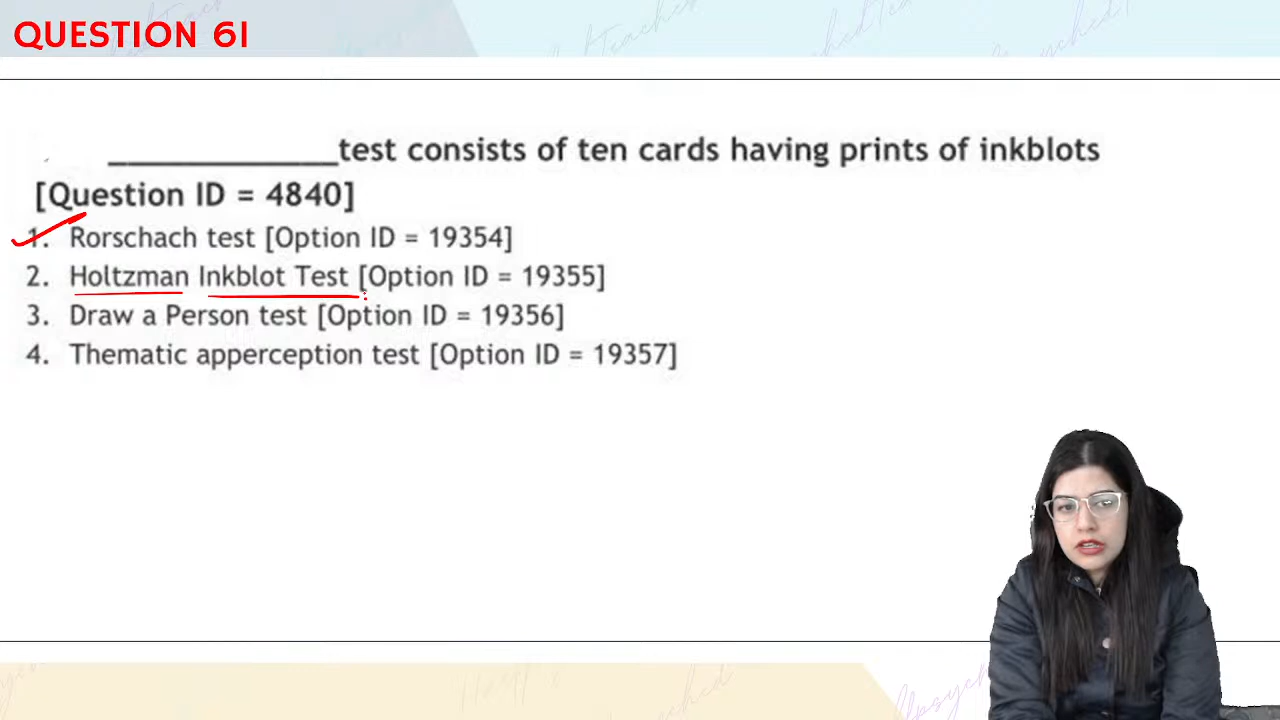 QUESTION 61
____________test consists of ten cards having prints of inkblots
[Question ID = 4840]
1. Rorschach test [Option ID = 19354]
2. Holtzman Inkblot Test [Option ID = 19355]
3. Draw a Person test [Option ID = 19356]
4. Thematic apperception test [Option ID = 19357]